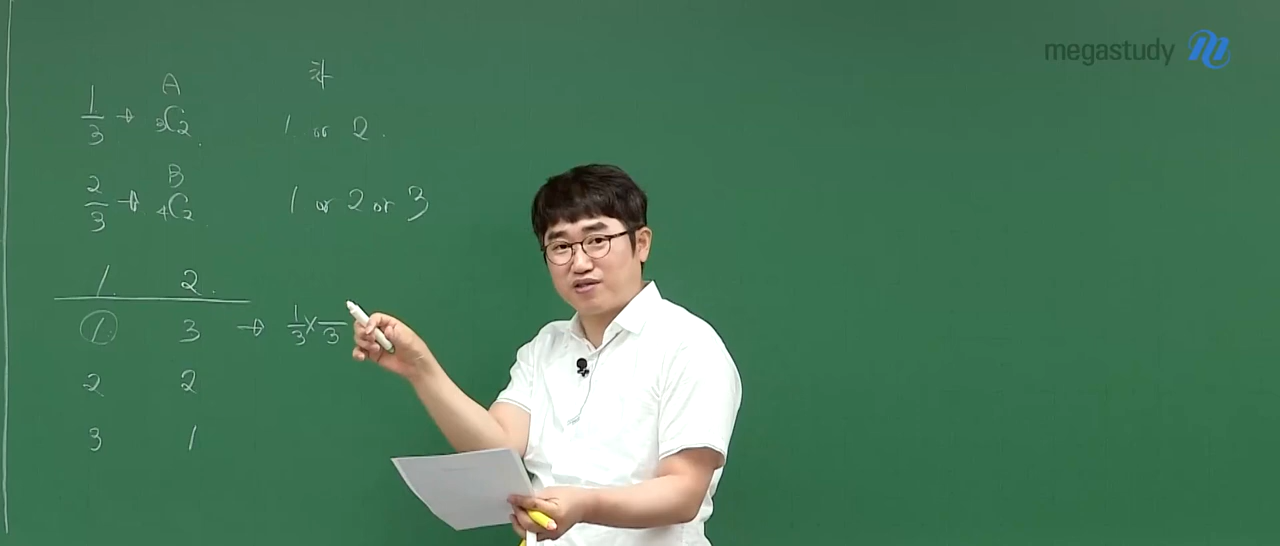 megastudy
A 차
1/3 → ₃C₂ 1 or 2.
B
2/3 → ₄C₂ 1 or 2 or 3
1. 2.
1. 3 → 1/3 × /3
2 2
3 1